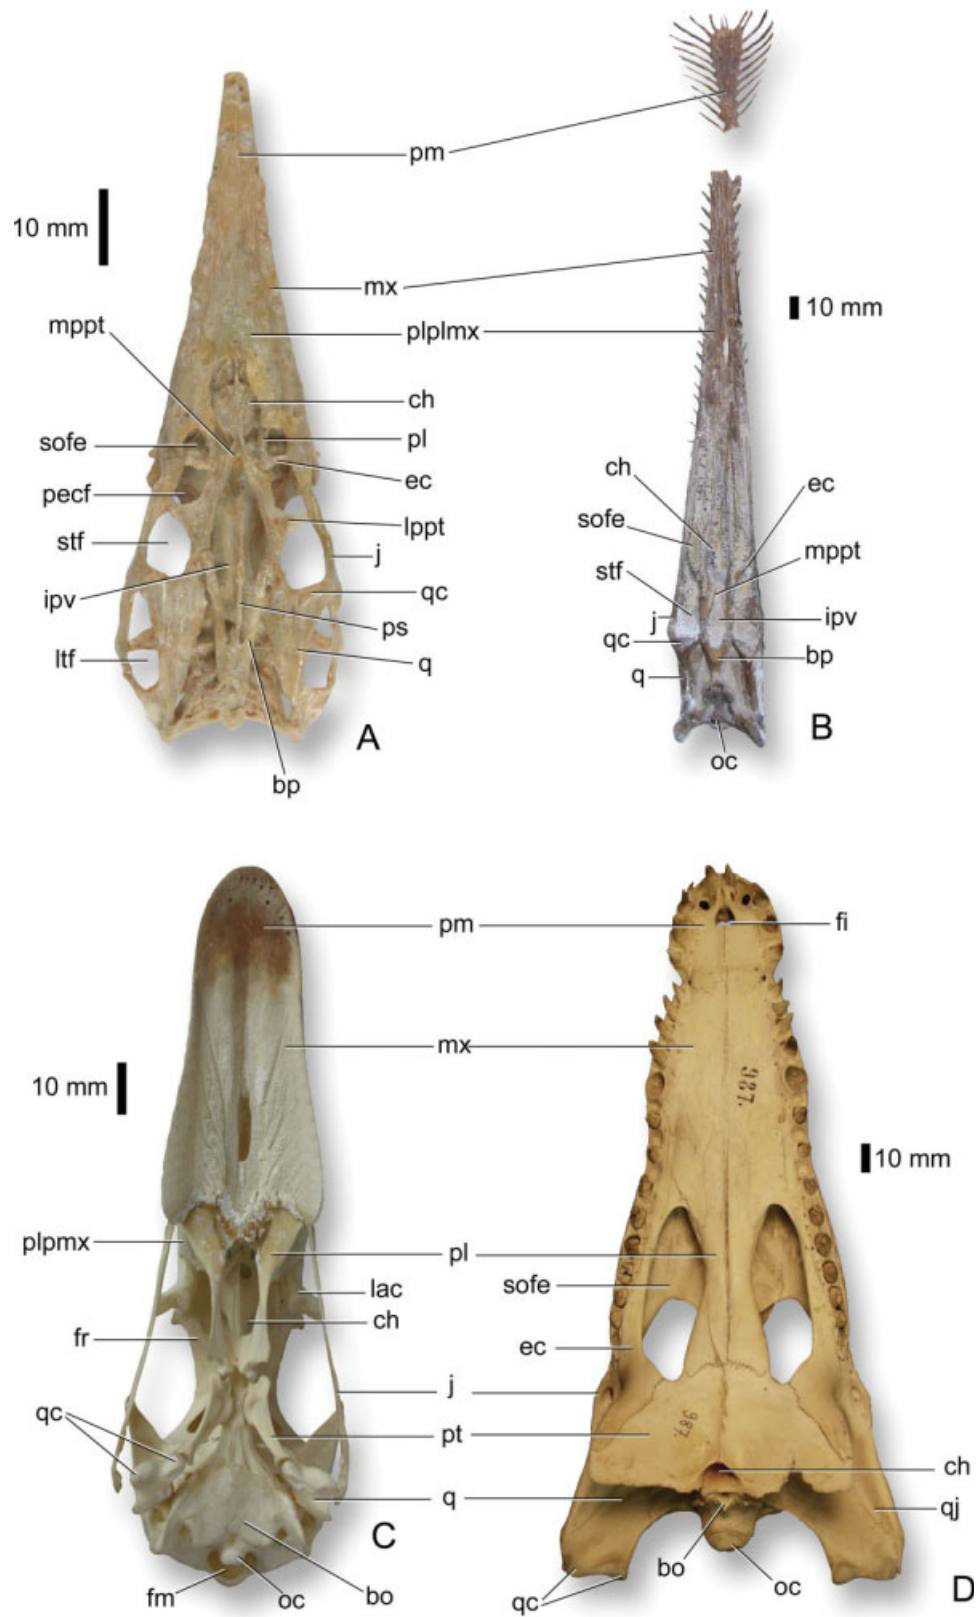 pm
10 mm
mx
10 mm
mppt
plplmx
ch
sofe
pl
ch
ec
pecf
ec
sofe
lppt
stf
mppt
stf
j
ipv
qc
j
ipv
ps
qc
bp
ltf
q
q
A
B
oc
bp
pm
fi
mx
10 mm
987.
10 mm
plpmx
pl
lac
sofe
ch
fr
ec
j
qc
987.
pt
ch
q
qj
C
bo
fm
oc
bo
oc
D
qc